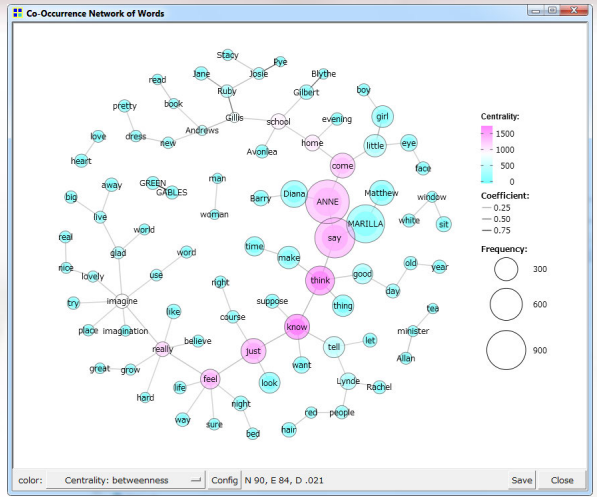 Co-Occurrence Network of Words
Stacy
Pye
Jane
Josie
Blythe
read
Ruby
Gilbert
boy
pretty
book
Gillis
school
evening
girl
Andrews
love
dress
new
home
little
eye
heart
Avonlea
come
face
away
GREEN
GABLES
man
Diana
Matthew
big
Barry
ANNE
window
woman
white
sit
live
MARILLA
real
world
say
time
glad
word
make
old
year
nice
lovely
use
right
think
good
day
try
imagine
suppose
thing
tea
like
course
place
imagination
know
minister
believe
tell
let
really
just
want
Allan
great
grow
feel
look
Lynde
Rachel
hard
life
night
way
sure
red
people
bed
hair
Centrality:
1500
1000
500
0
Coefficient:
0.25
0.50
0.75
Frequency:
300
600
900
color: Centrality: betweenness Config N 90, E 84, D .021 Save Close